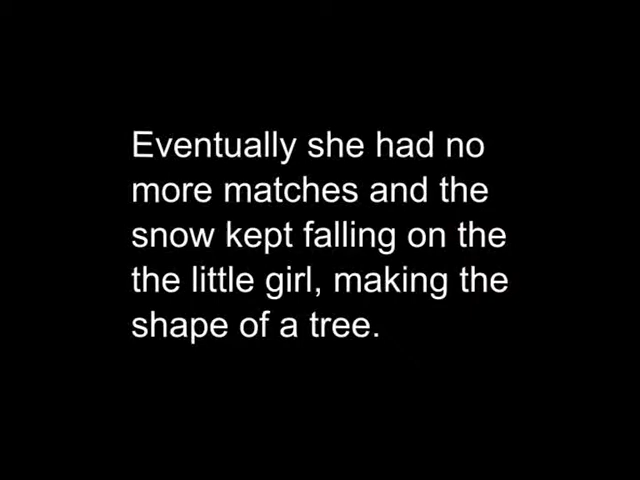 Eventually she had no
more matches and the
snow kept falling on the
the little girl, making the
shape of a tree.